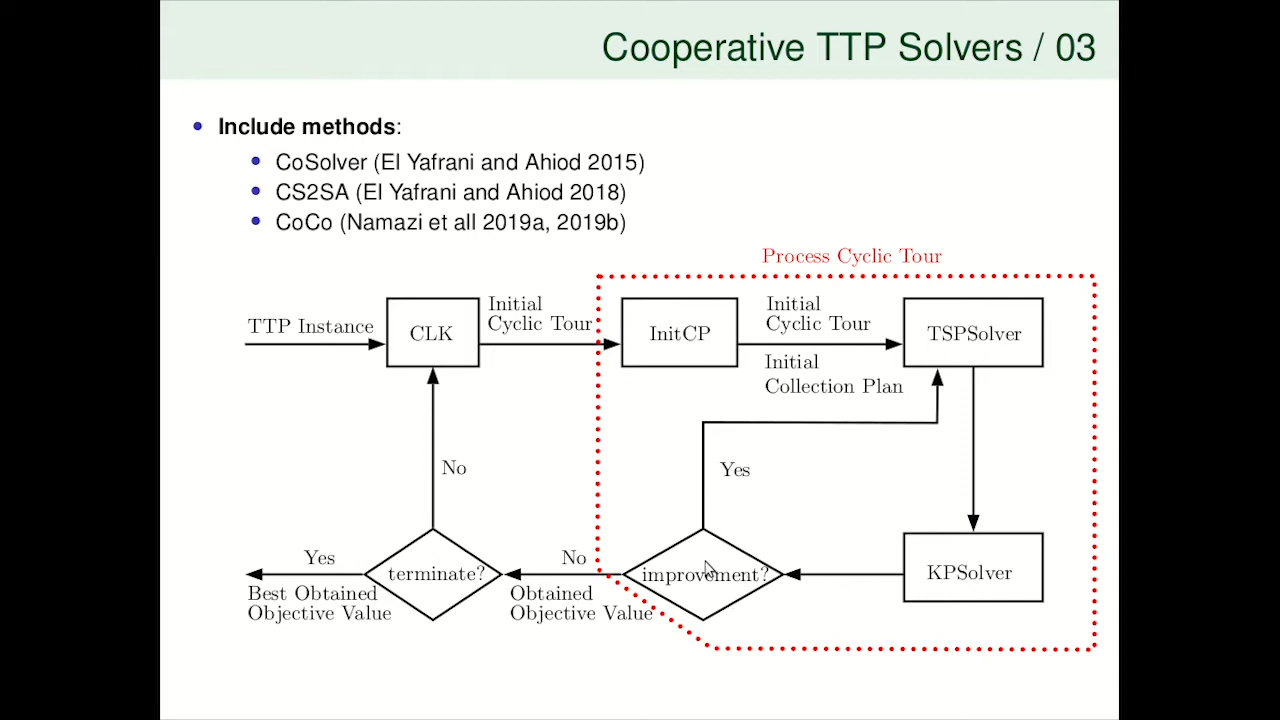 Cooperative TTP Solvers / 03
• Include methods:
• CoSolver (El Yafrani and Ahiod 2015)
• CS2SA (El Yafrani and Ahiod 2018)
• CoCo (Namazi et all 2019a, 2019b)
Process Cyclic Tour
TTP Instance
CLK
Initial
Cyclic Tour
InitCP
Initial
Cyclic Tour
Initial
Collection Plan
TSPSolver
No
Yes
Yes
Best Obtained
Objective Value
terminate?
No
Obtained
Objective Value
improvement?
KPSolver